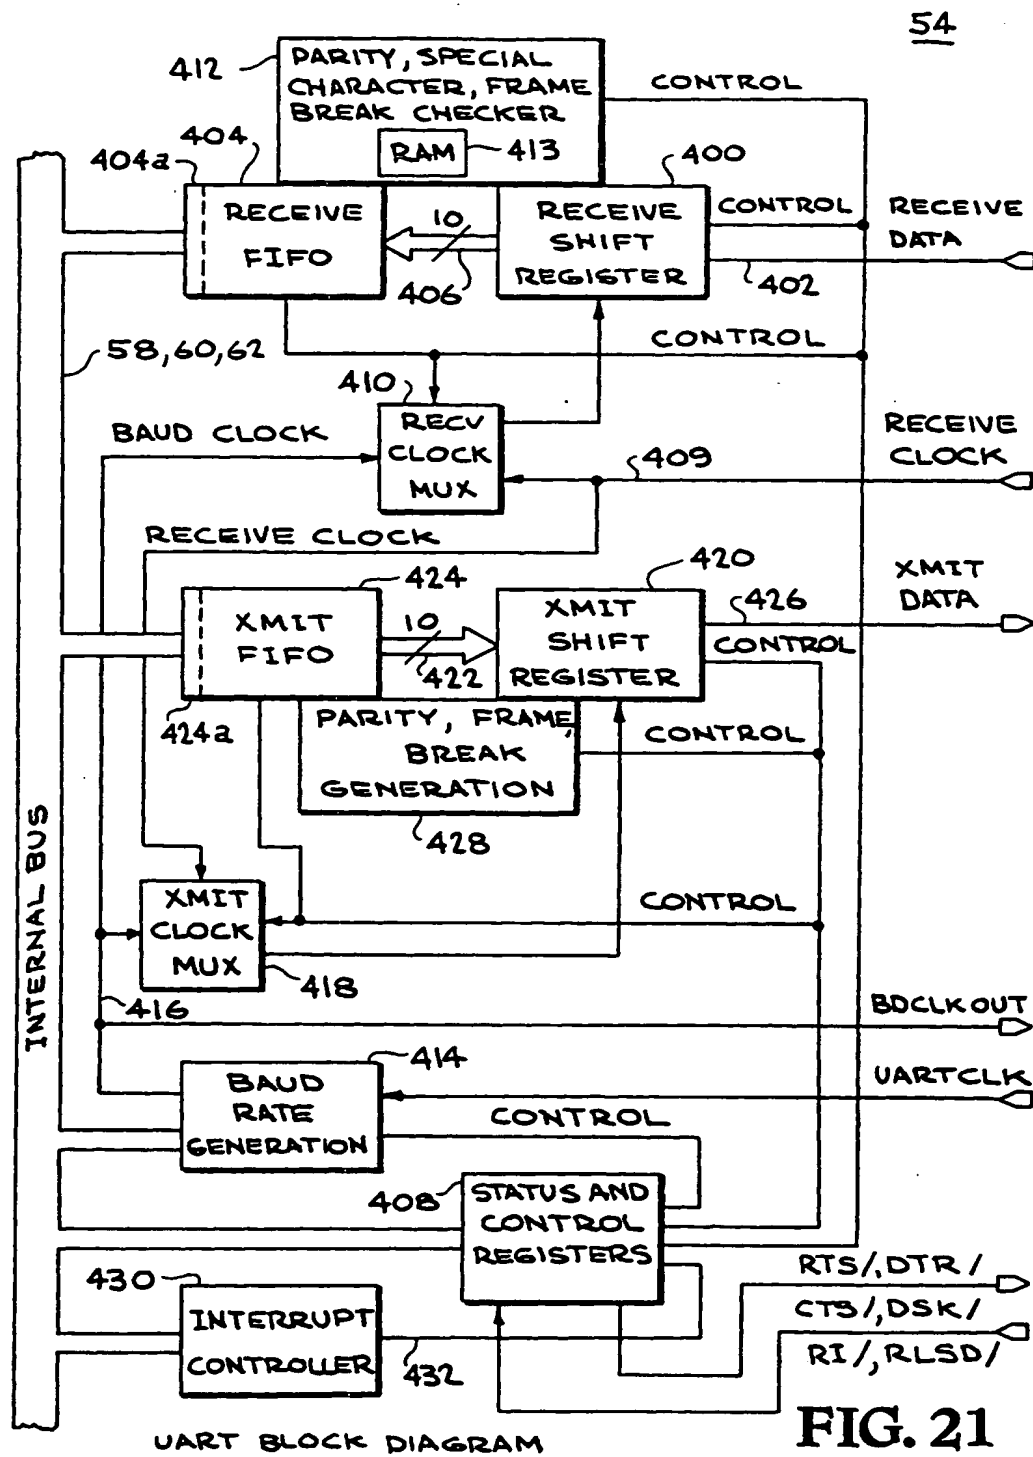 54
412
PARITY, SPECIAL
CHARACTER, FRAME
BREAK CHECKER
RAM
413
CONTROL
404a
404
400
RECEIVE
FIFO
10
406
RECEIVE
SHIFT
REGISTER
CONTROL
RECEIVE
DATA
402
58, 60, 62
CONTROL
410
RECV
CLOCK
MUX
BAUD CLOCK
RECEIVE
CLOCK
409
RECEIVE CLOCK
424
420
XMIT
DATA
XMIT
FIFO
10
422
XMIT
SHIFT
REGISTER
426
CONTROL
424a
PARITY, FRAME,
BREAK
GENERATION
CONTROL
428
INTERNAL BUS
XMIT
CLOCK
MUX
CONTROL
418
416
BDCLKOUT
414
BAUD
RATE
GENERATION
UARTCLK
CONTROL
408
STATUS AND
CONTROL
REGISTERS
430
INTERRUPT
CONTROLLER
432
RTS/, DTR/
CTS/, DSK/
RI/, RLSD/
UART BLOCK DIAGRAM
FIG. 21